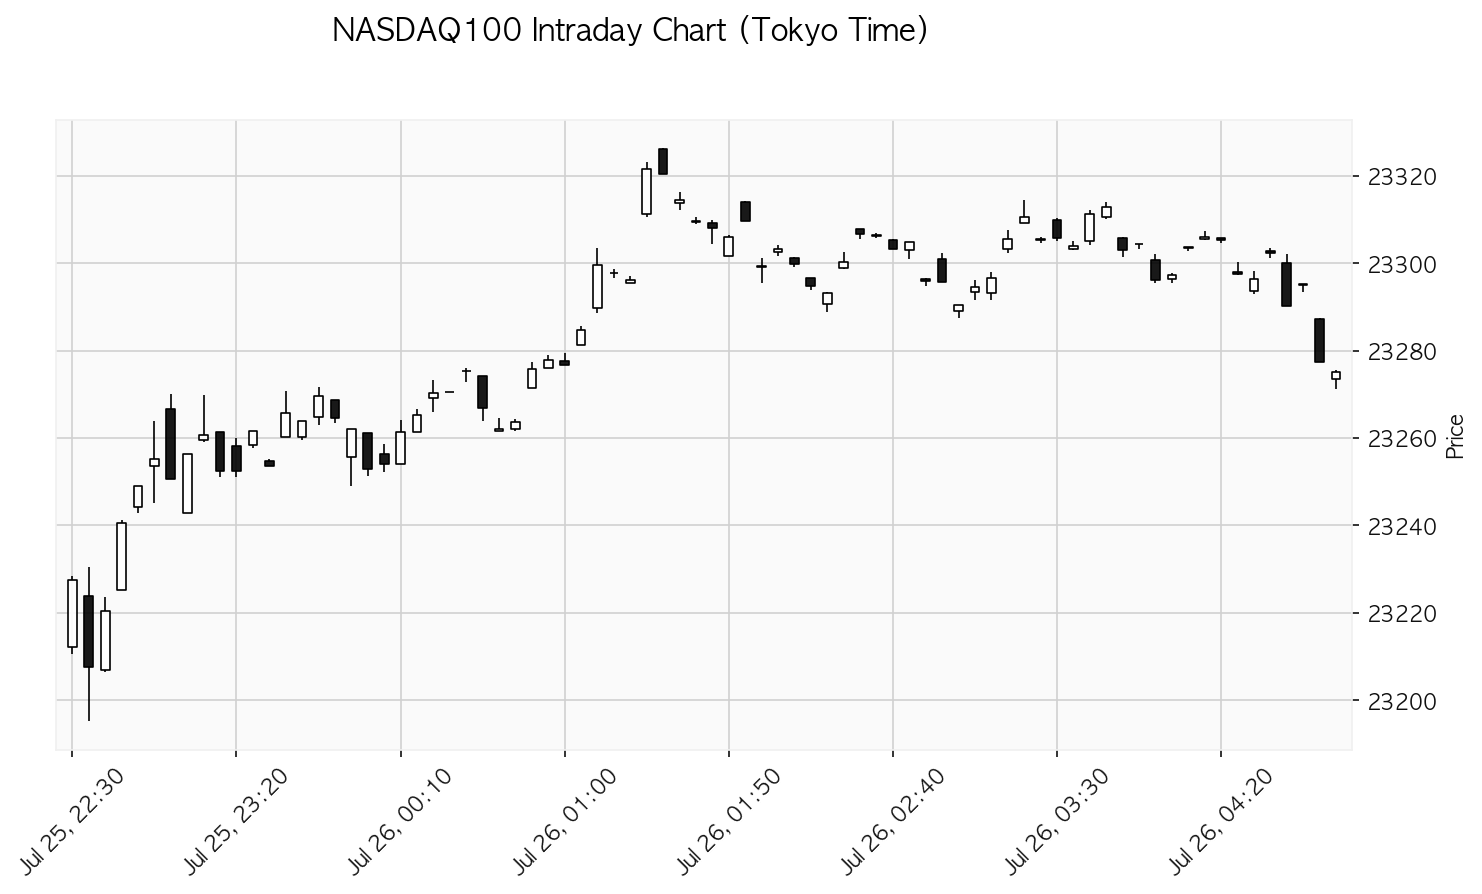 NASDAQ100 Intraday Chart (Tokyo Time)
23320
23300
23280
23260
23240
23220
23200
Price
Jul 25, 22:30
Jul 25, 23:20
Jul 26, 00:10
Jul 26, 01:00
Jul 26, 01:50
Jul 26, 02:40
Jul 26, 03:30
Jul 26, 04:20